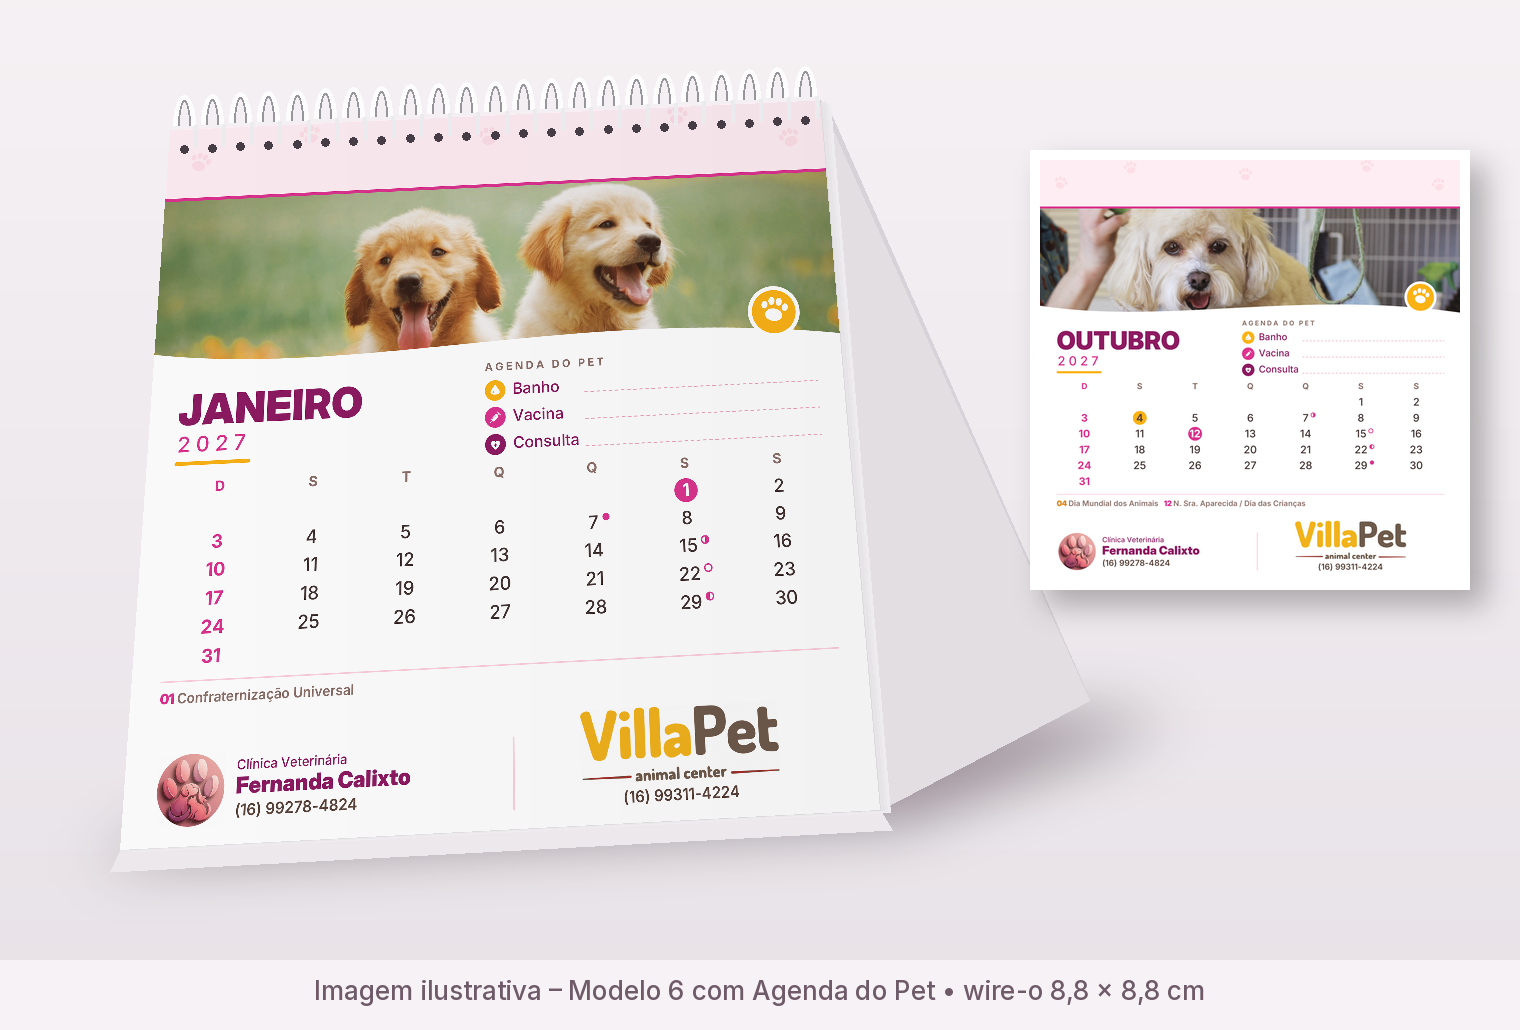 JANEIRO
2027
AGENDA DO PET
Banho
Vacina
Consulta
D S T Q Q S S
1 2
3 4 5 6 7 8 9
10 11 12 13 14 15 16
17 18 19 20 21 22 23
24 25 26 27 28 29 30
31
01 Confraternização Universal
Clínica Veterinária
Fernanda Calixto
(16) 99278-4824
VillaPet
animal center
(16) 99311-4224
OUTUBRO
2027
AGENDA DO PET
Banho
Vacina
Consulta
D S T Q Q S S
1 2
3 4 5 6 7 8 9
10 11 12 13 14 15 16
17 18 19 20 21 22 23
24 25 26 27 28 29 30
31
04 Dia Mundial dos Animais 12 N. Sra. Aparecida / Dia das Crianças
Clínica Veterinária
Fernanda Calixto
(16) 99278-4824
VillaPet
animal center
(16) 99311-4224
Imagem ilustrativa – Modelo 6 com Agenda do Pet • wire-o 8,8 × 8,8 cm